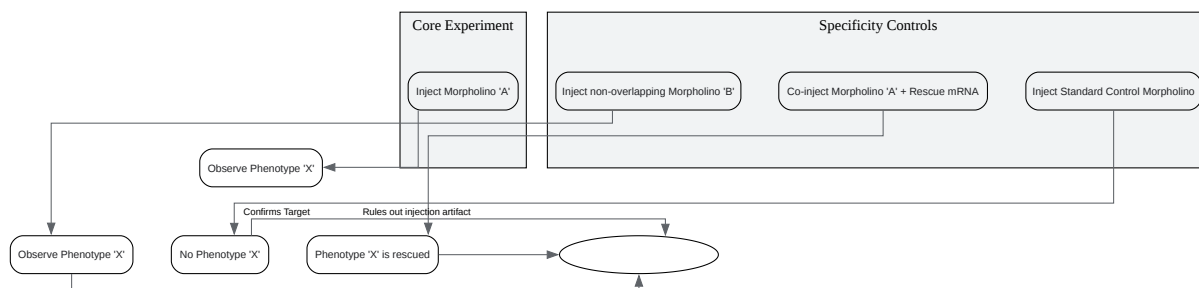 Core Experiment
Specificity Controls
Inject Morpholino 'A'
Inject non-overlapping Morpholino 'B'
Co-inject Morpholino 'A' + Rescue mRNA
Inject Standard Control Morpholino
Observe Phenotype 'X'
Confirms Target
Rules out injection artifact
Observe Phenotype 'X'
No Phenotype 'X'
Phenotype 'X' is rescued